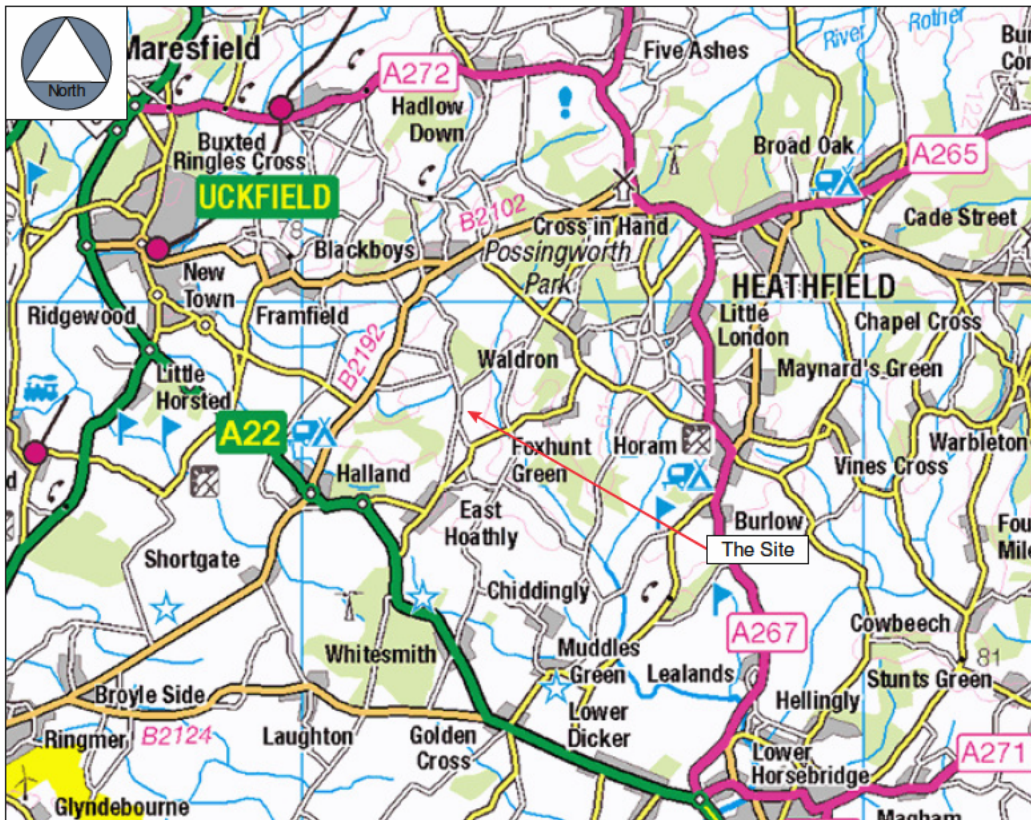 North
Maresfield
A272
Five Ashes
River
Rother
Hadlow
Down
Buxted
Ringles Cross
UCKFIELD
Broad Oak
A265
122
78
Blackboys
B2102
Cross in Hand
Possingworth
Park
Cade Street
New
Town
HEATHFIELD
Ridgewood
Framfield
Little
London
Chapel Cross
B2192
Waldron
Maynard's Green
Little
Horsted
A22
Foxhunt
Green
Horam
Warbleton
Halland
Vines Cross
East
Hoathly
Burlow
The Site
Shortgate
Chiddingly
Cowbeech
A267
Whitesmith
Muddles
Green
Lealands
81
Stunts Green
Broyle Side
Hellingly
Lower
Dicker
Ringmer
B2124
Laughton
Golden
Cross
Lower
Horsebridge
A271
Glyndebourne
Magham